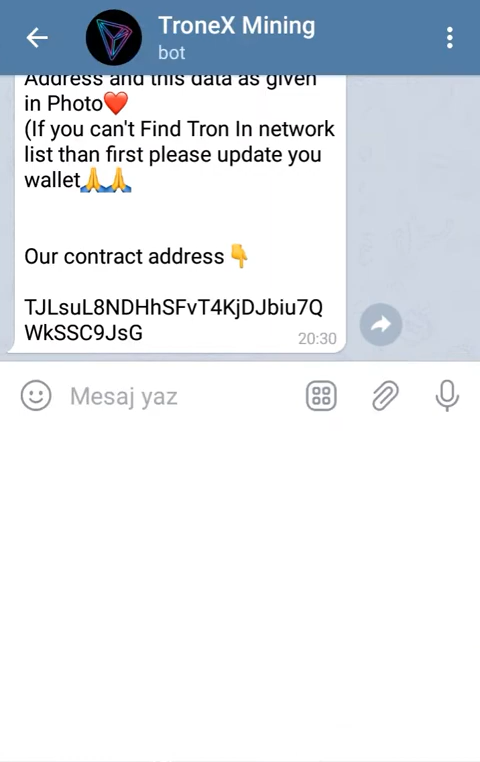 TroneX Mining
bot
Address and this data as given
in Photo❤️
(If you can't Find Tron In network
list than first please update you
wallet🙏🙏
Our contract address👇
TJLsuL8NDHhSFvT4KjDJbiu7Q
WkSSC9JsG
20:30
Mesaj yaz